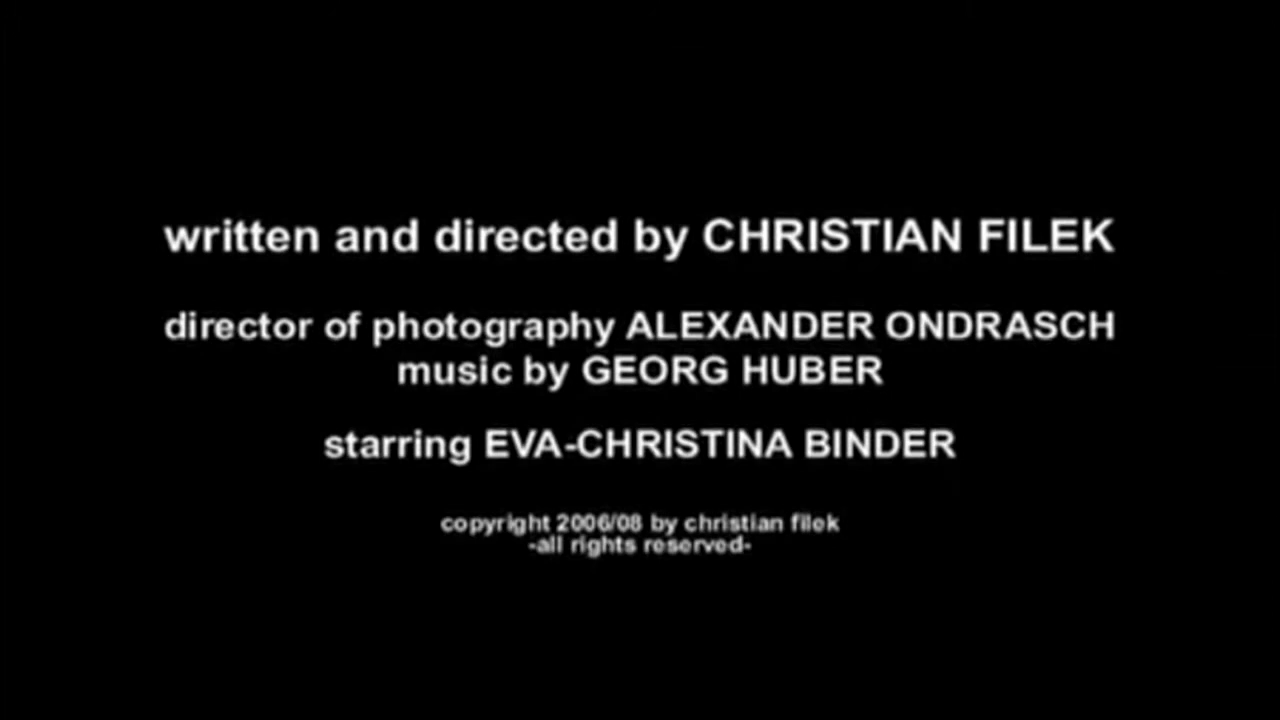 written and directed by CHRISTIAN FILEK
director of photography ALEXANDER ONDRASCH
music by GEORG HUBER
starring EVA-CHRISTINA BINDER
copyright 2006/08 by christian filek
-all rights reserved-